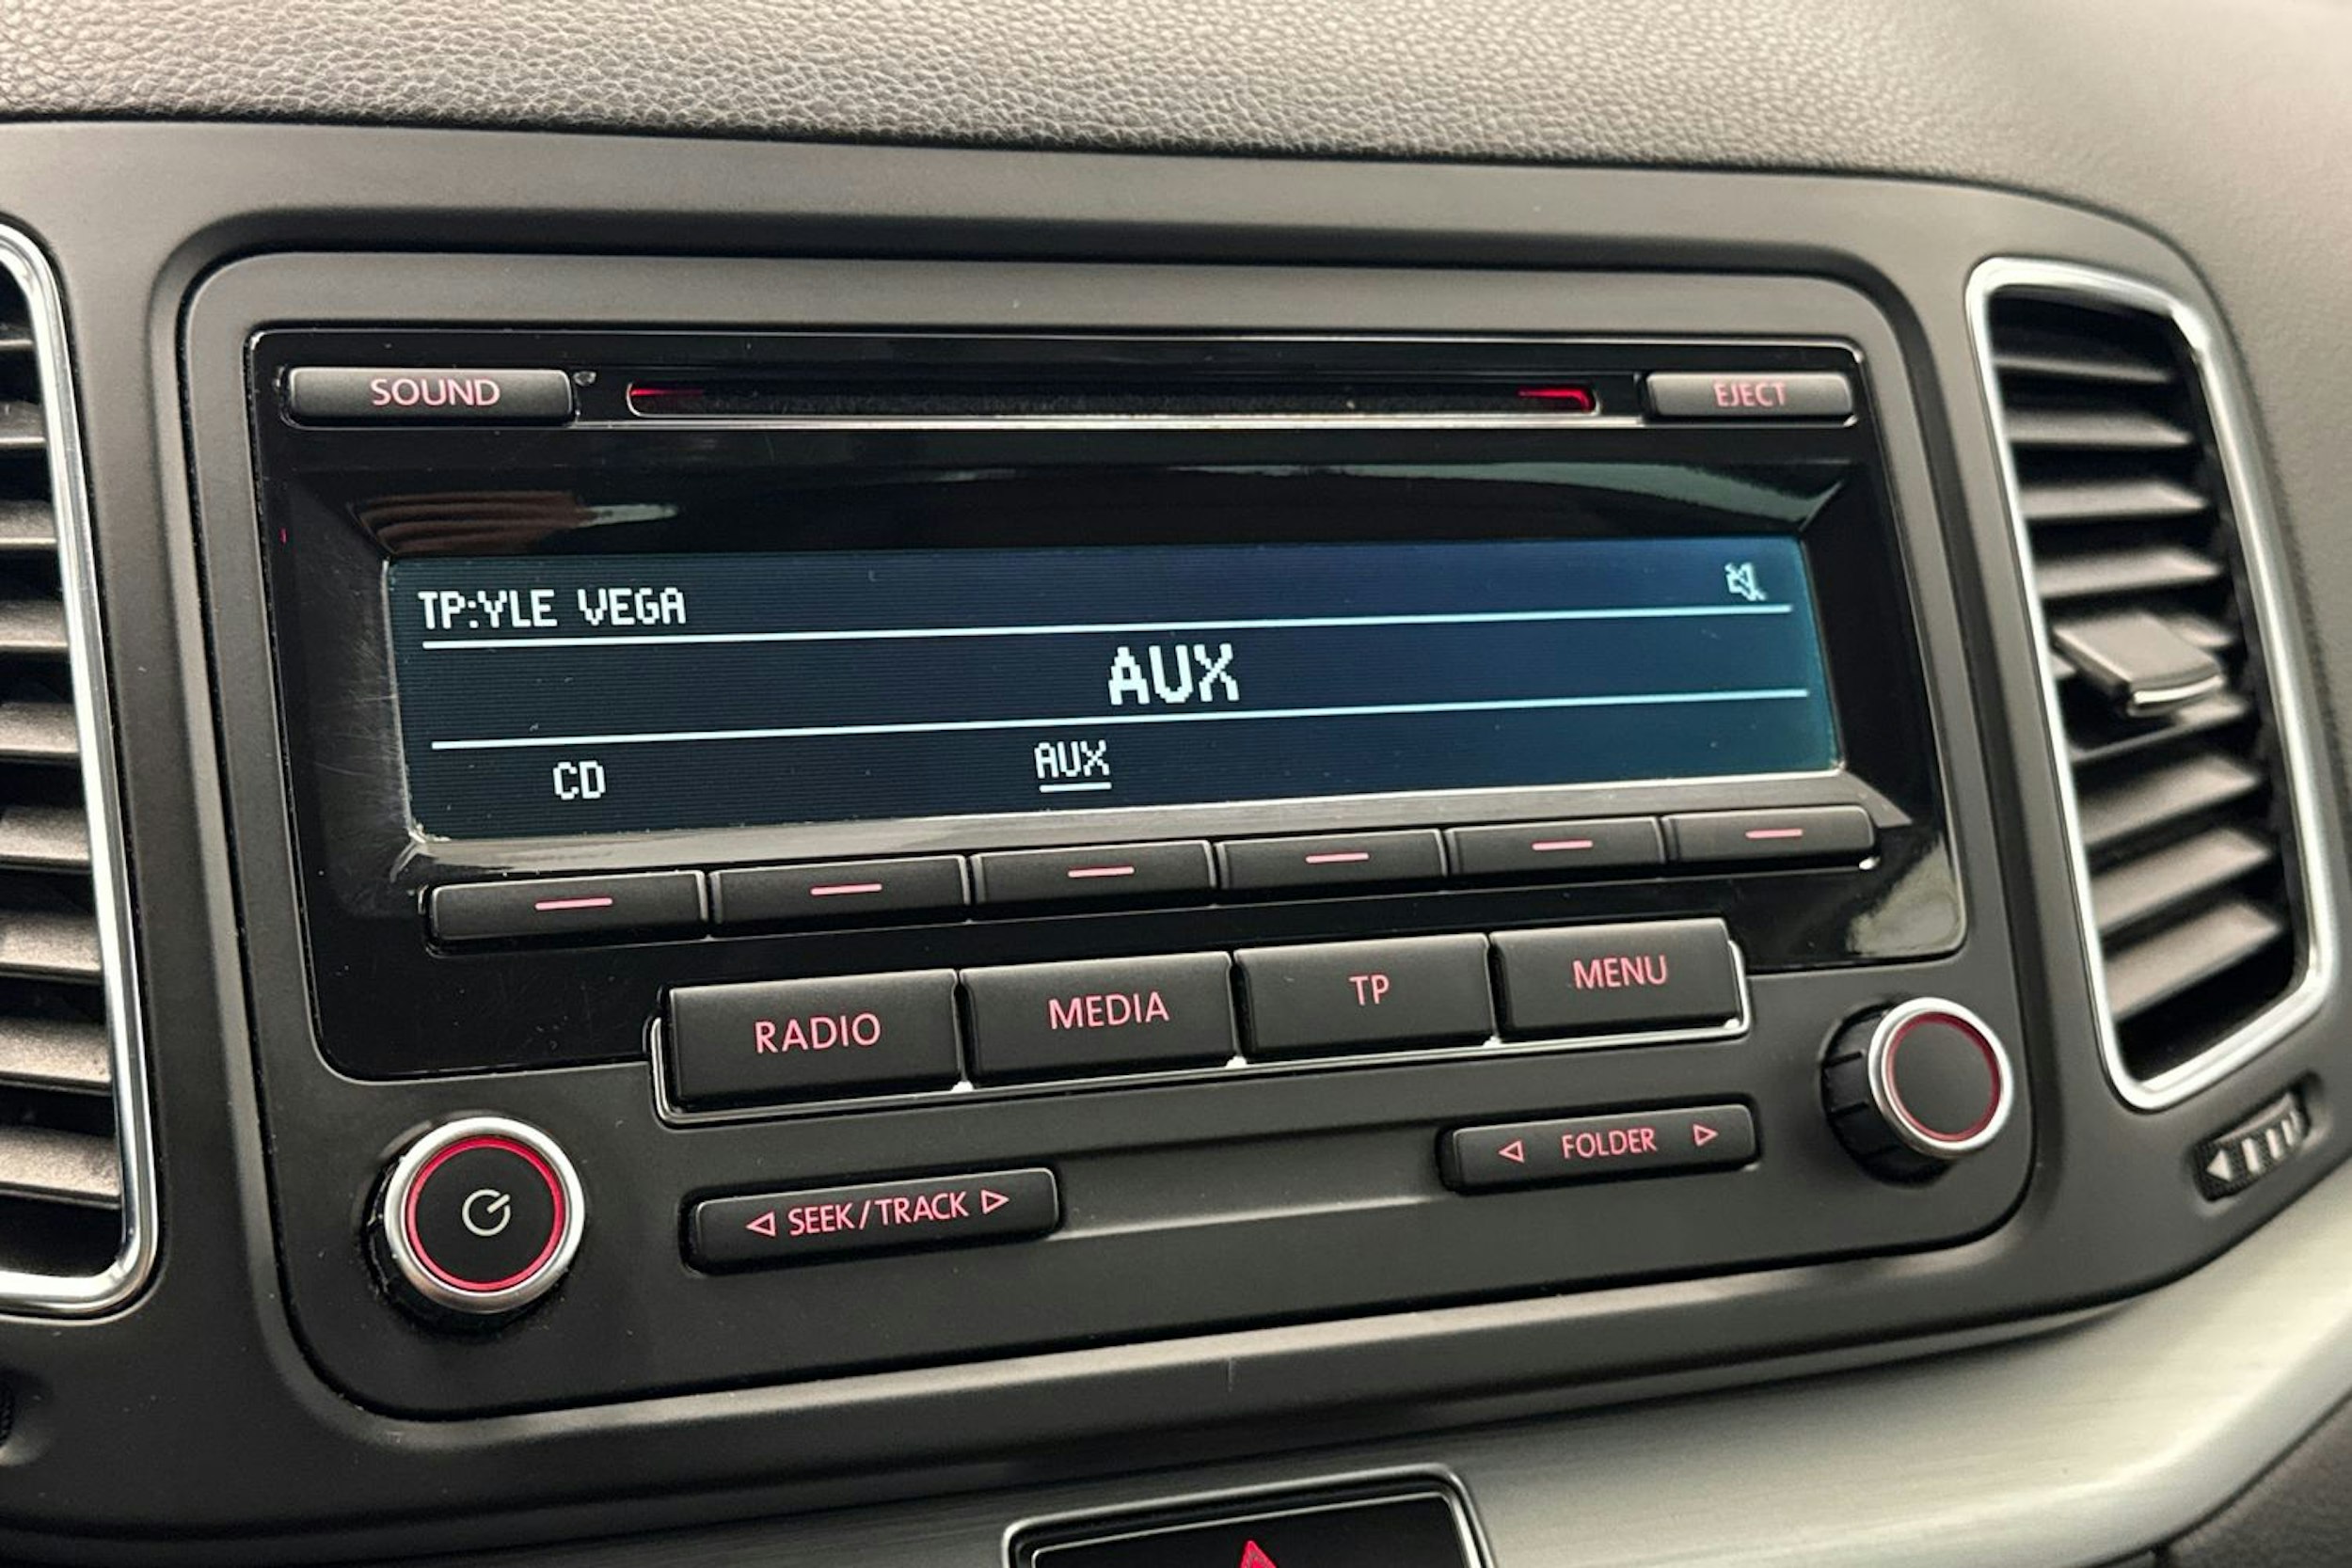 SOUND
EJECT
TP:YLE VEGA
AUX
CD AUX
RADIO MEDIA TP MENU
SEEK/TRACK
FOLDER